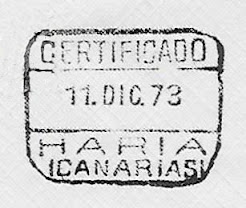 CERTIFICADO
11.DIC.73
HARIA
(CANARIAS)